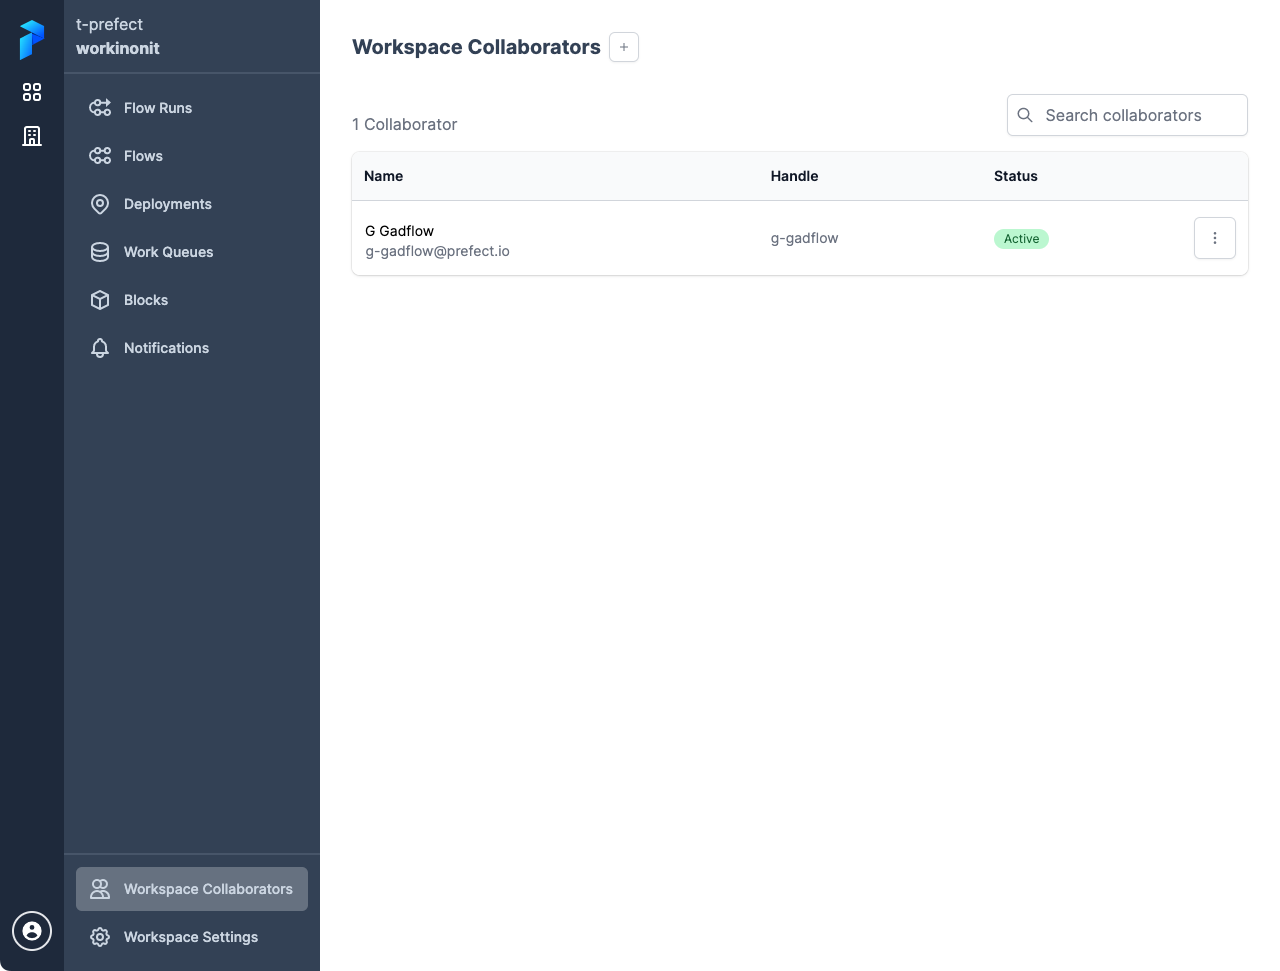 t-prefect
workinonit
Flow Runs
Flows
Deployments
Work Queues
Blocks
Notifications
Workspace Collaborators
Workspace Settings
Workspace Collaborators
1 Collaborator
Search collaborators
Name Handle Status
G Gadflow
g-gadflow@prefect.io
g-gadflow
Active